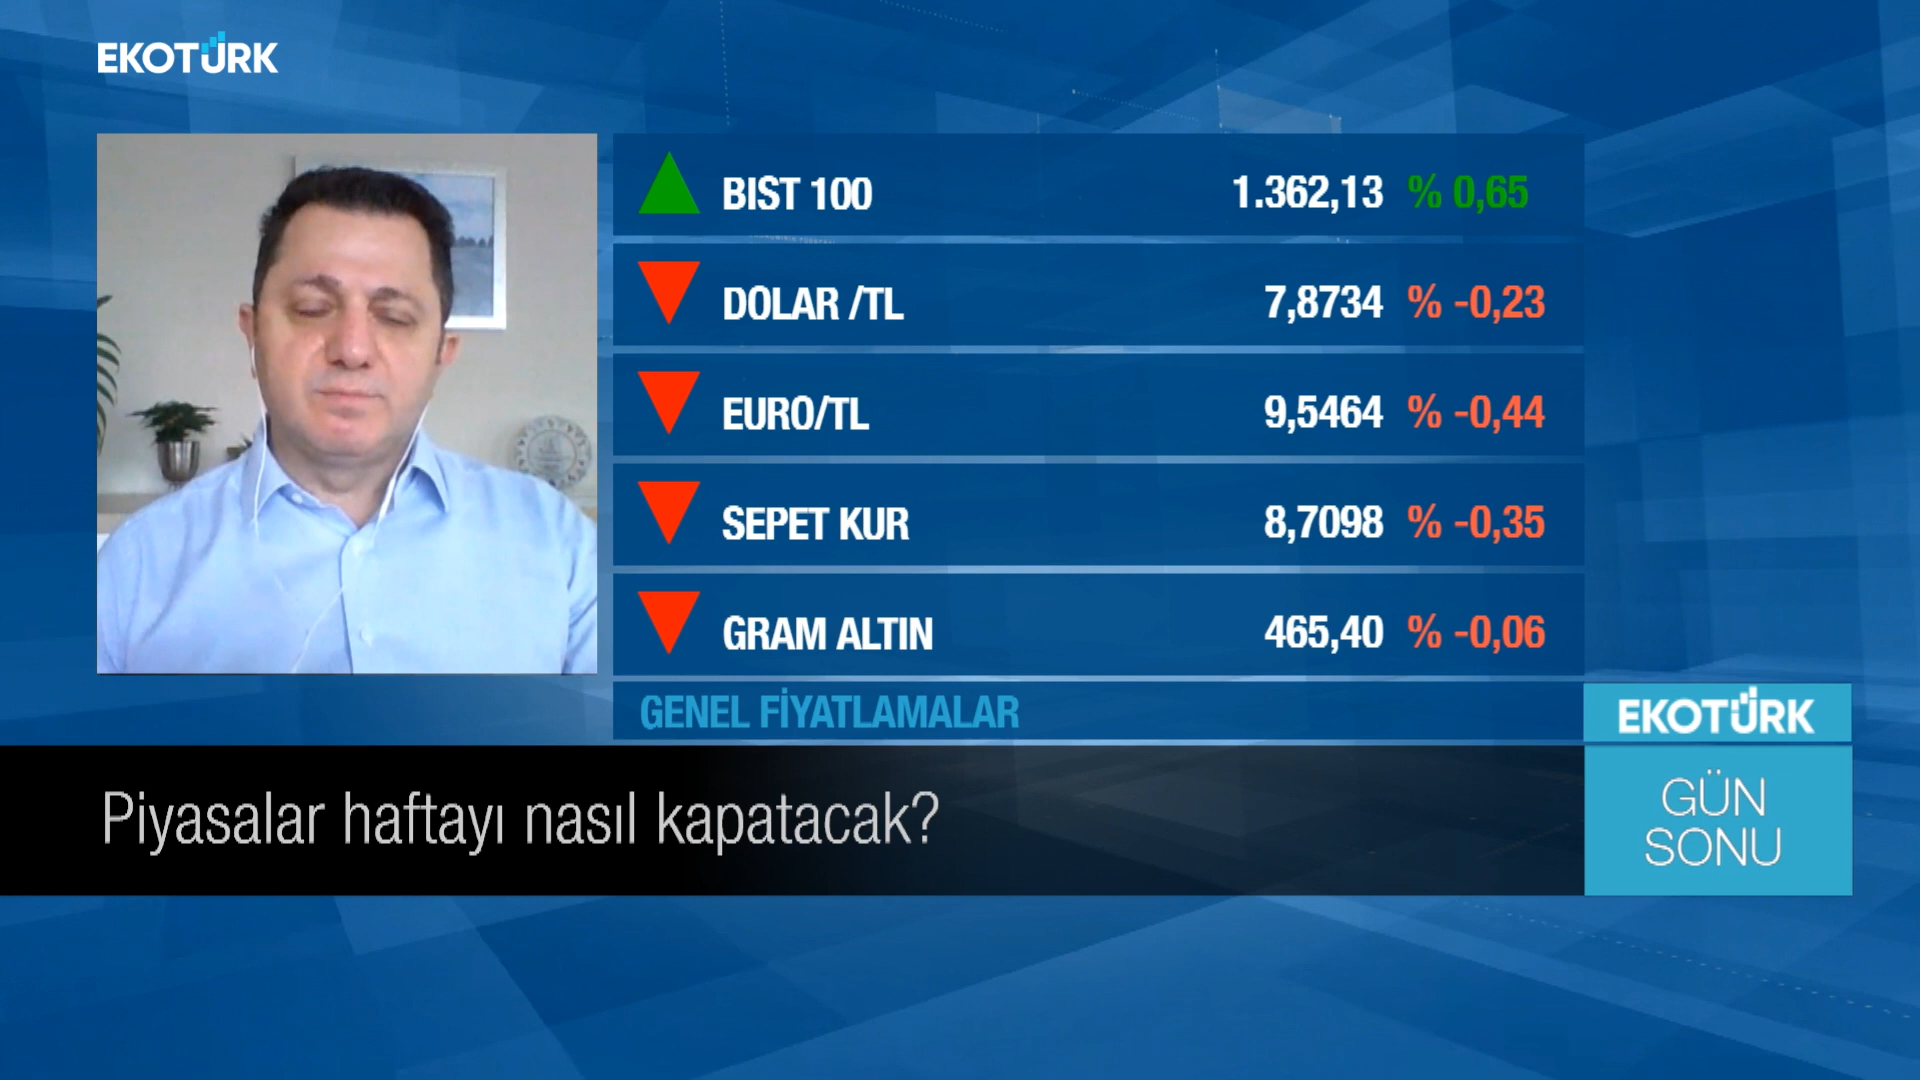 EKOTÜRK
BIST 100 1.362,13 % 0,65
DOLAR /TL 7,8734 % -0,23
EURO/TL 9,5464 % -0,44
SEPET KUR 8,7098 % -0,35
GRAM ALTIN 465,40 % -0,06
GENEL FİYATLAMALAR
EKOTÜRK
Piyasalar haftayı nasıl kapatacak?
GÜN
SONU